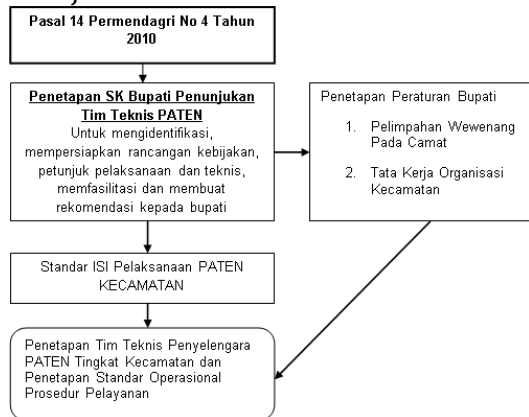 Pasal 14 Permendagri No 4 Tahun
2010
Penetapan SK Bupati Penunjukan
Tim Teknis PATEN
Untuk mengidentifikasi,
mempersiapkan rancangan kebijakan,
petunjuk pelaksanaan dan teknis,
memfasilitasi dan membuat
rekomendasi kepada bupati
Penetapan Peraturan Bupati
1. Pelimpahan Wewenang
Pada Camat
2. Tata Kerja Organisasi
Kecamatan
Standar ISI Pelaksanaan PATEN
KECAMATAN
Penetapan Tim Teknis Penyelengara
PATEN Tingkat Kecamatan dan
Penetapan Standar Operasional
Prosedur Pelayanan